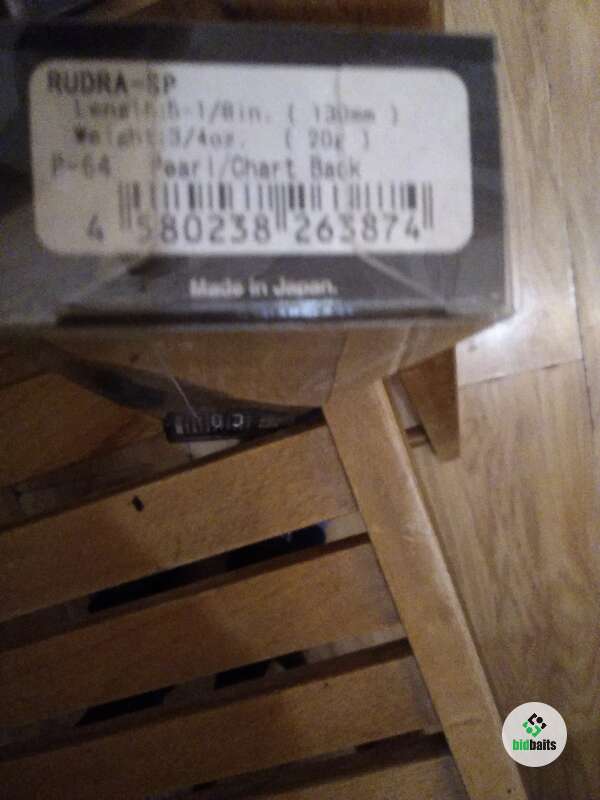 RUDRA-SP
Length:5-1/8in. ( 130mm )
Weight:3/4oz. ( 20g )
P-64 Pearl/Chart Back
4 580238 263874
Made in Japan.
bidbaits